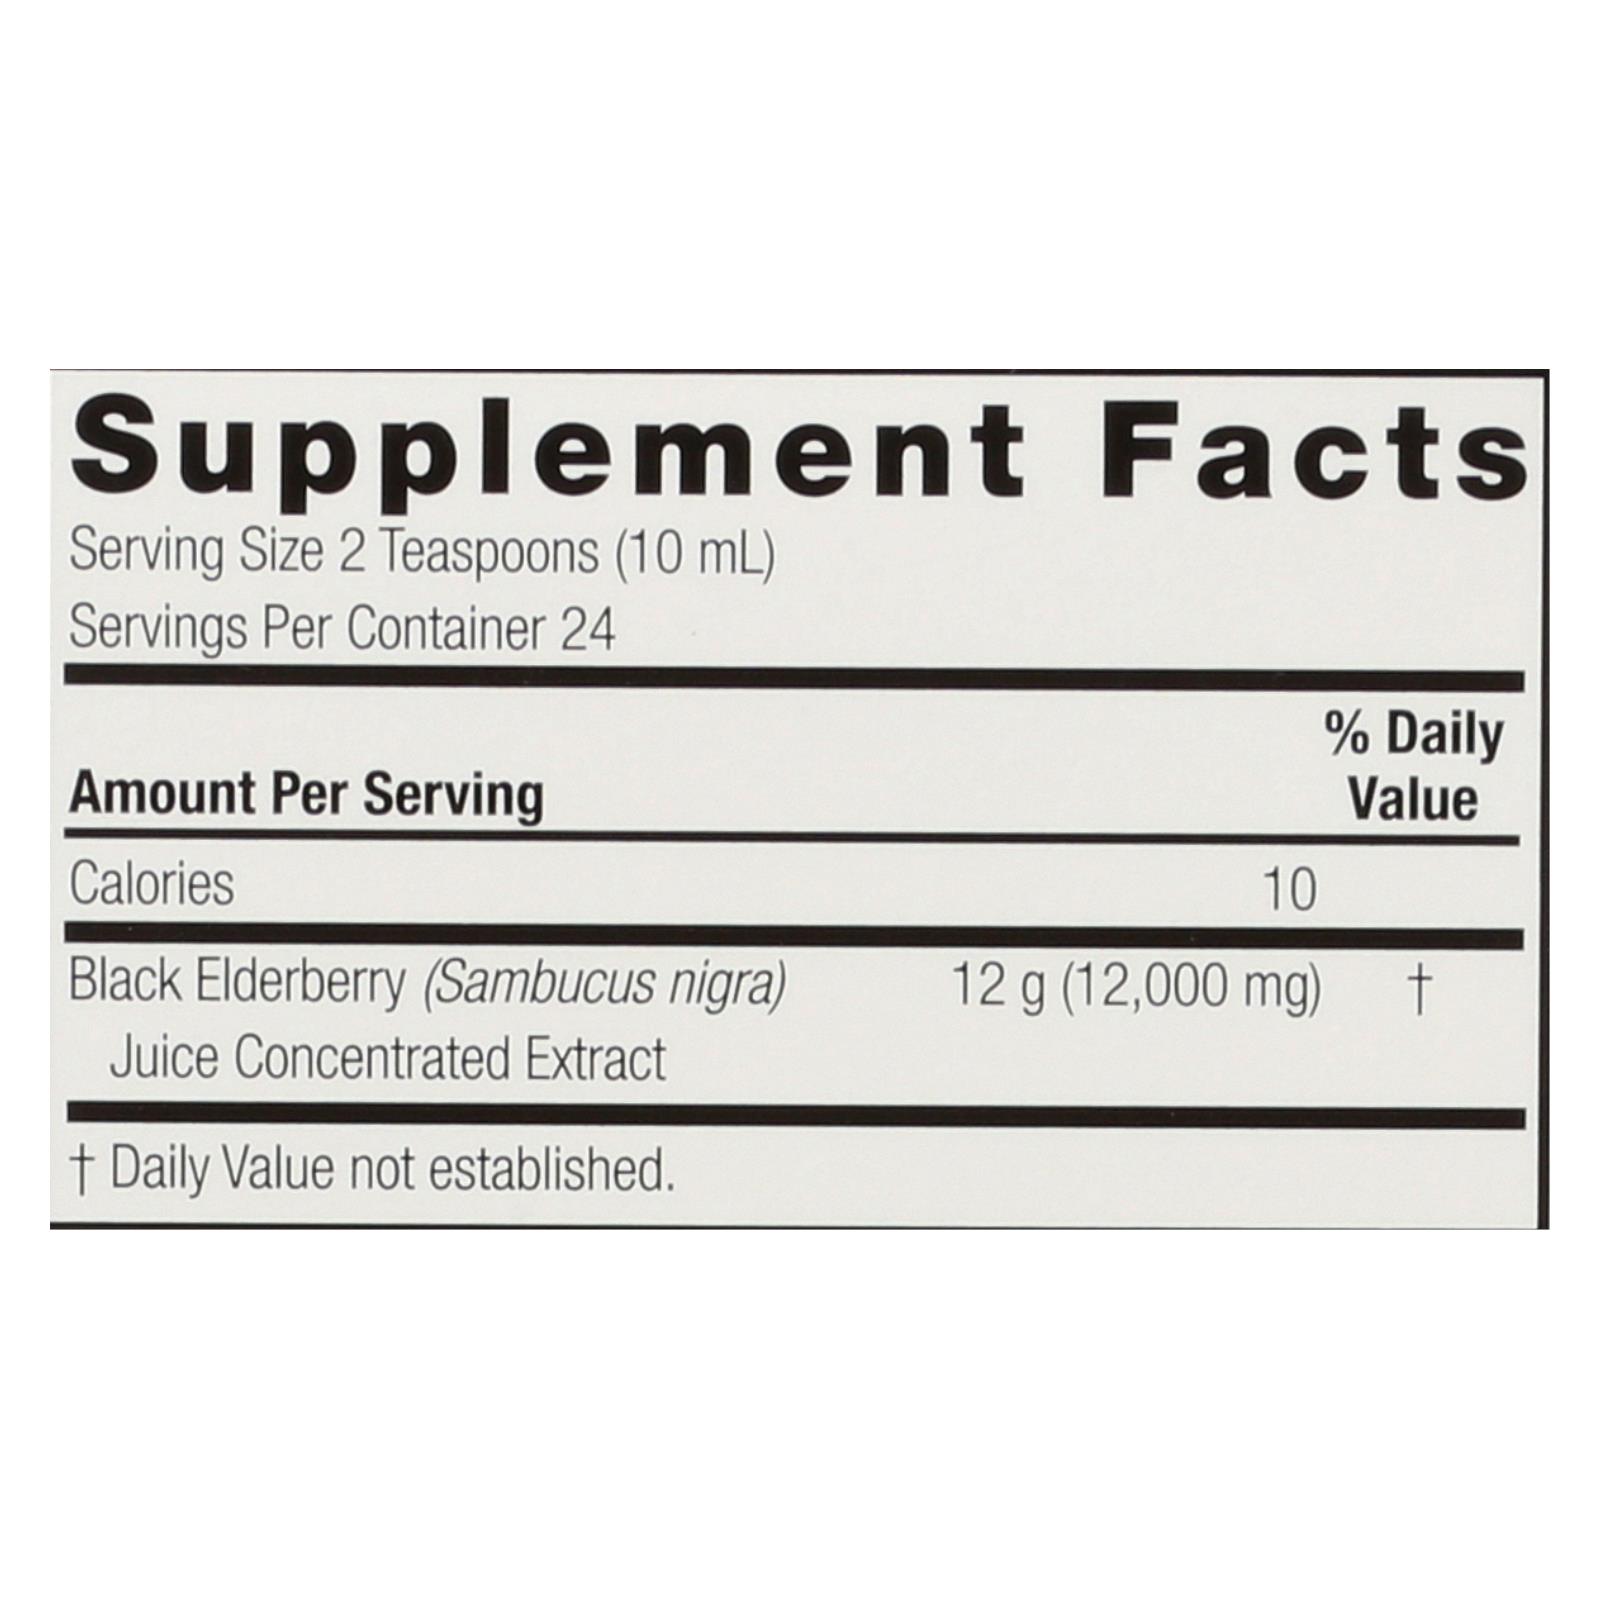 Supplement Facts
Serving Size 2 Teaspoons (10 mL)
Servings Per Container 24
% Daily
Amount Per Serving Value
Calories 10
Black Elderberry (Sambucus nigra) 12 g (12,000 mg) †
Juice Concentrated Extract
† Daily Value not established.